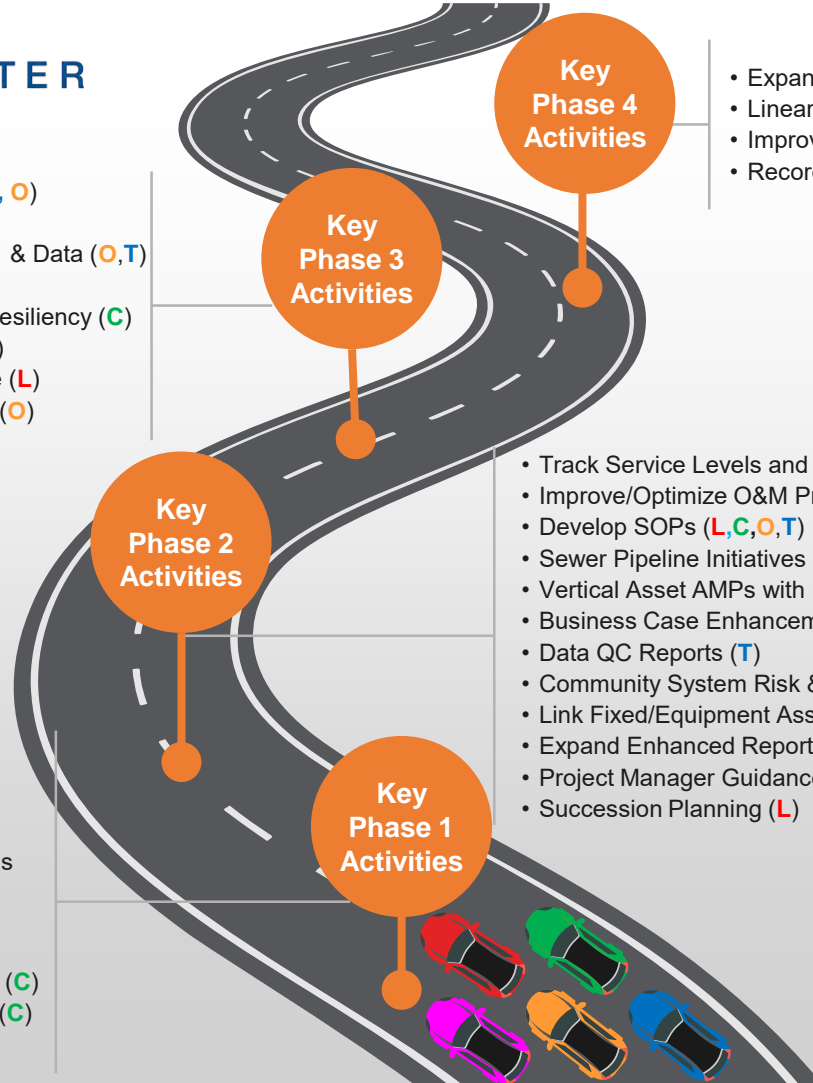 TER
Key
Phase 4
Activities
• Expan
• Linear
• Improv
• Record
, O)
& Data (O,T)
esiliency (C)
)
e (L)
(O)
Key
Phase 3
Activities
Key
Phase 2
Activities
• Track Service Levels and
• Improve/Optimize O&M Pr
• Develop SOPs (L,C,O,T)
• Sewer Pipeline Initiatives
• Vertical Asset AMPs with
• Business Case Enhancem
• Data QC Reports (T)
• Community System Risk &
• Link Fixed/Equipment Ass
• Expand Enhanced Report
• Project Manager Guidance
• Succession Planning (L)
Key
Phase 1
Activities
s
(C)
(C)